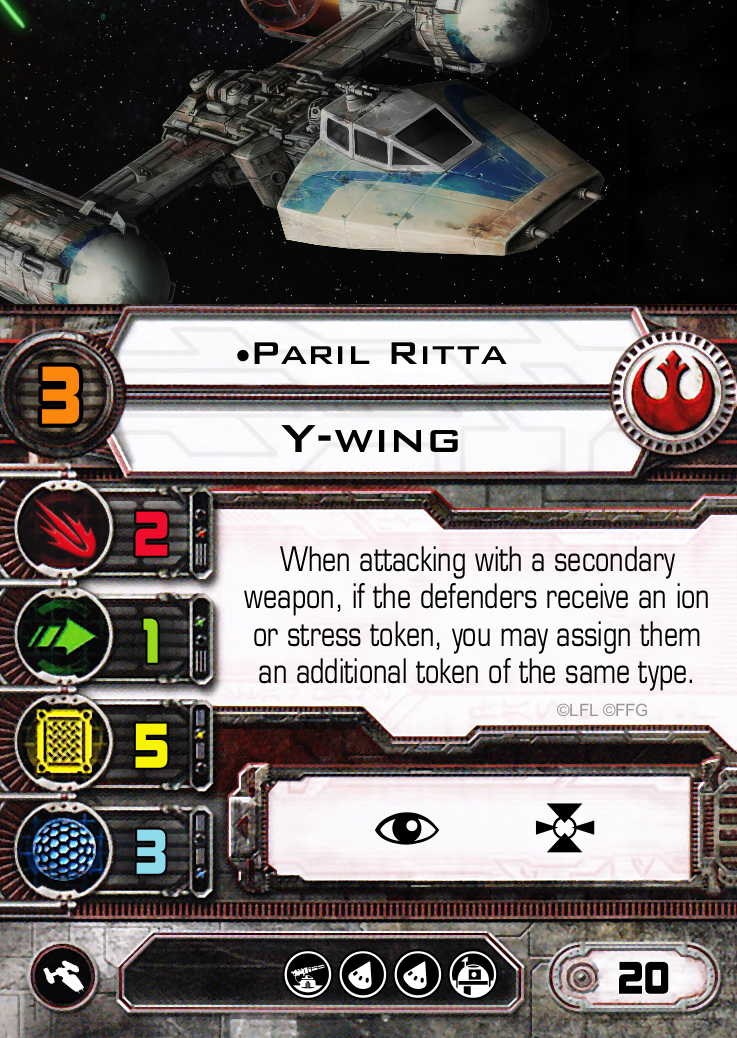 •Paril Ritta
3
Y-wing
2
When attacking with a secondary
weapon, if the defenders receive an ion
or stress token, you may assign them
an additional token of the same type.
©LFL ©FFG
1
5
3
20